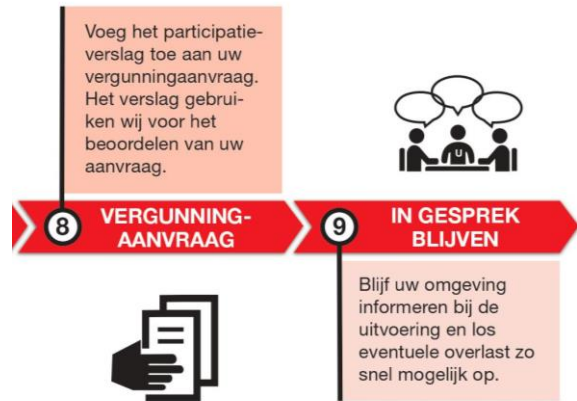 Voeg het participatie-
verslag toe aan uw
vergunningaanvraag.
Het verslag gebrui-
ken wij voor het
beoordelen van uw
aanvraag.
8
VERGUNNING-
AANVRAAG
9
IN GESPREK
BLIJVEN
U
Blijf uw omgeving
informeren bij de
uitvoering en los
eventuele overlast zo
snel mogelijk op.